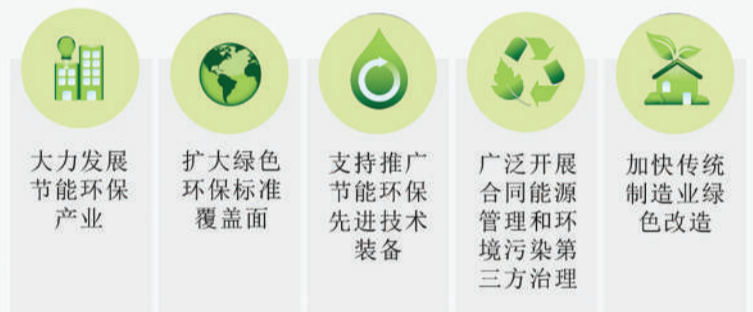 大力发展
节能环保
产业
扩大绿色
环保标准
覆盖面
支持推广
节能环保
先进技术
装备
广泛开展
合同能源
管理和环
境污染第
三方治理
加快传统
制造业绿
色改造